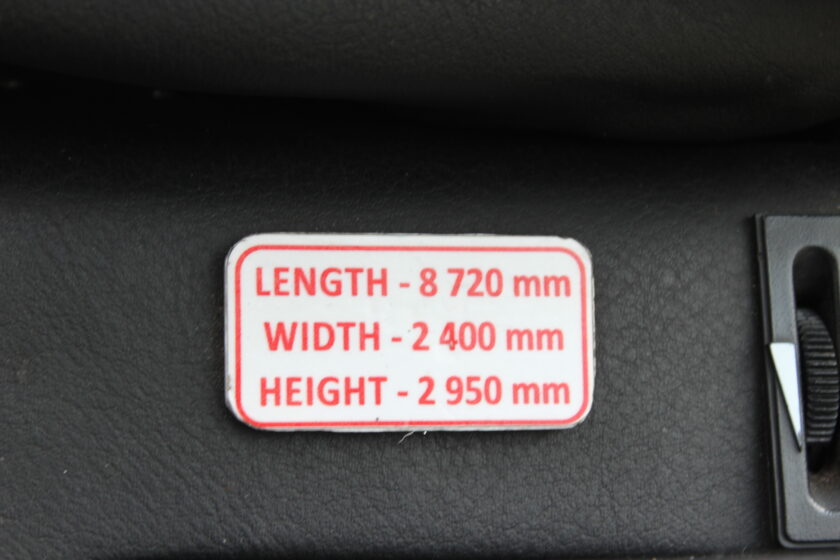 LENGTH - 8 720 mm
WIDTH - 2 400 mm
HEIGHT - 2 950 mm